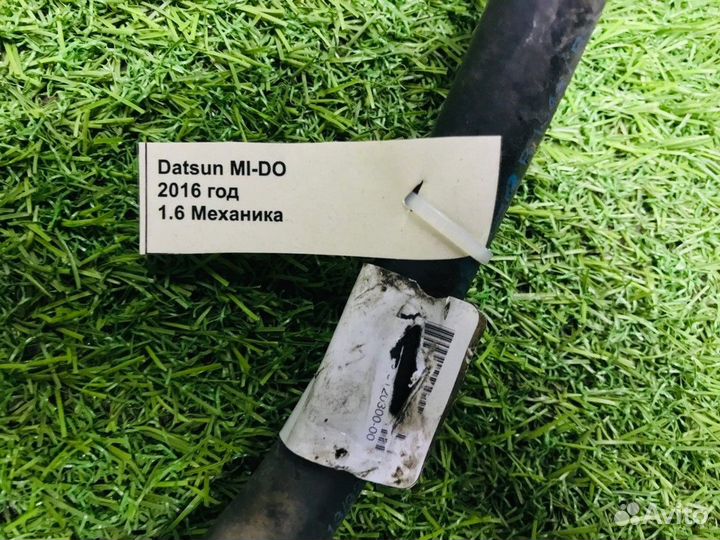 Datsun MI-DO
2016 год
1.6 Механика
Avito